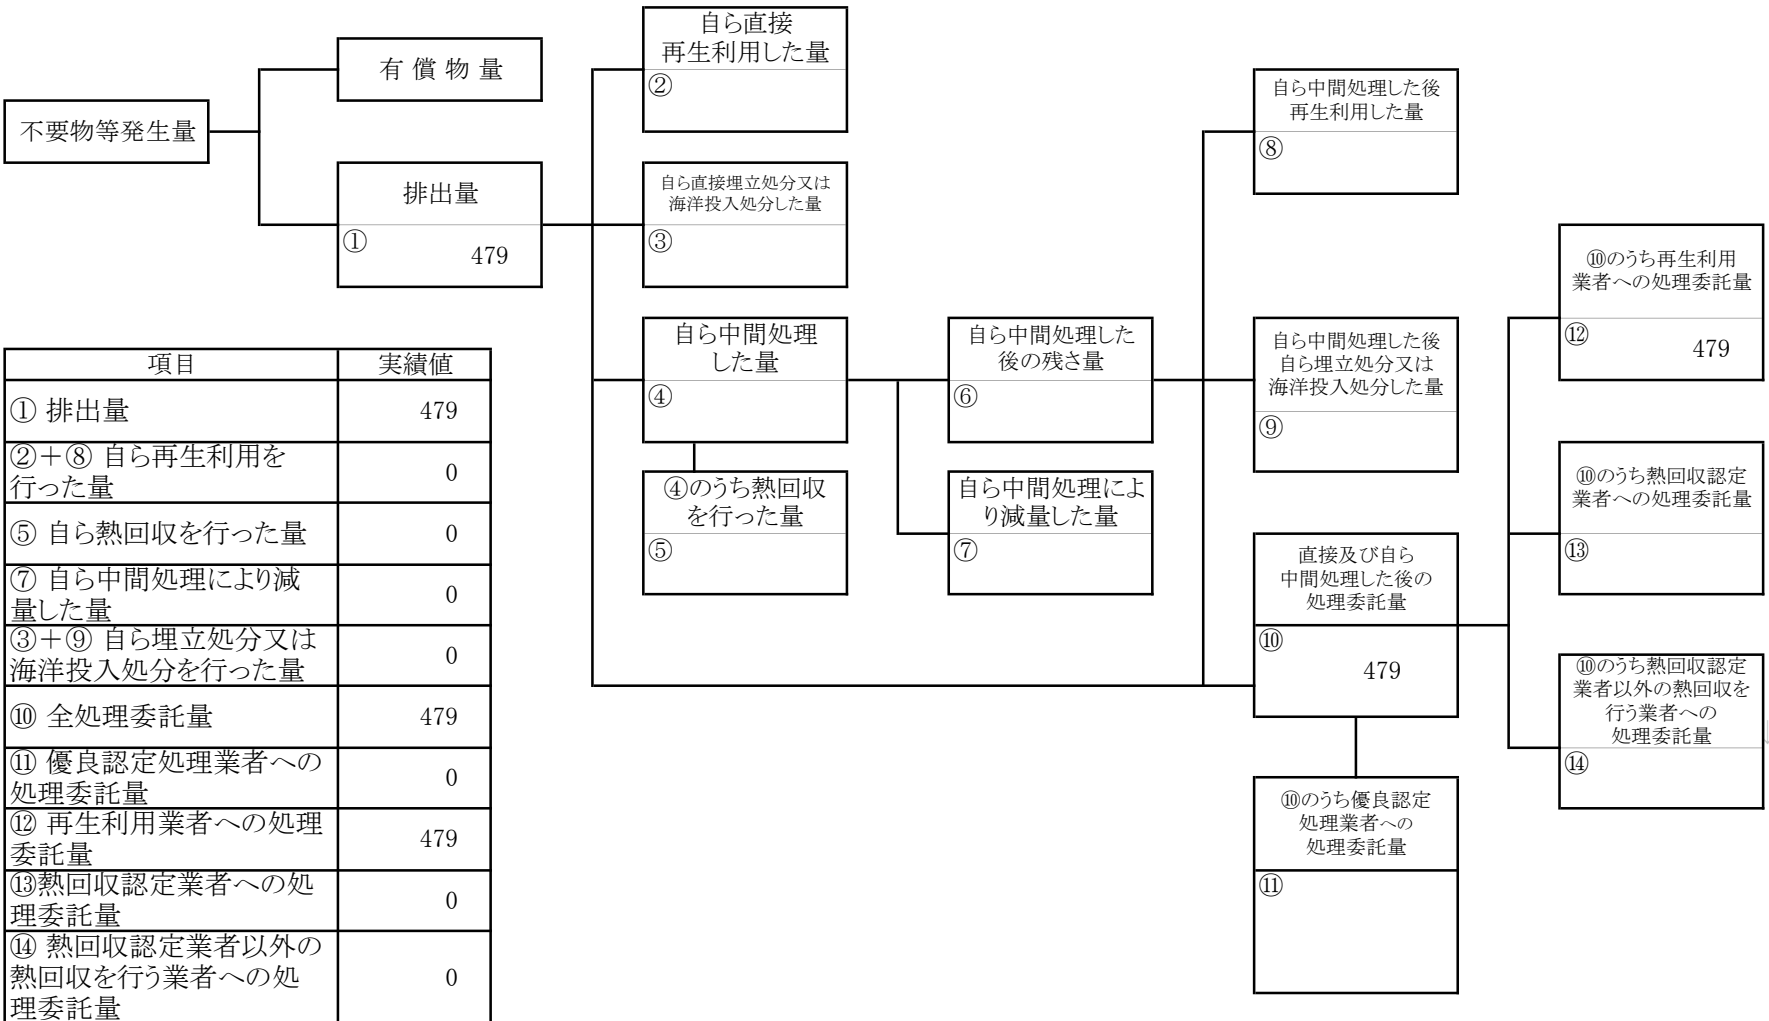 不要物等発生量
有 償 物 量
排出量
①
479
自ら直接
再生利用した量
②
自ら直接埋立処分又は
海洋投入処分した量
③
自ら中間処理
した量
④
④のうち熱回収
を行った量
⑤
自ら中間処理した
後の残さ量
⑥
自ら中間処理によ
り減量した量
⑦
自ら中間処理した後
再生利用した量
⑧
自ら中間処理した後
自ら埋立処分又は
海洋投入処分した量
⑨
直接及び自ら
中間処理した後の
処理委託量
⑩
479
⑩のうち優良認定
処理業者への
処理委託量
⑪
⑩のうち再生利用
業者への処理委託量
⑫
479
⑩のうち熱回収認定
業者への処理委託量
⑬
⑩のうち熱回収認定
業者以外の熱回収を
行う業者への
処理委託量
⑭
↓
項目 実績値
① 排出量 479
②＋⑧ 自ら再生利用を
行った量 0
⑤ 自ら熱回収を行った量 0
⑦ 自ら中間処理により減
量した量 0
③＋⑨ 自ら埋立処分又は
海洋投入処分を行った量 0
⑩ 全処理委託量 479
⑪ 優良認定処理業者への
処理委託量 0
⑫ 再生利用業者への処理
委託量 479
⑬熱回収認定業者への処
理委託量 0
⑭ 熱回収認定業者以外の
熱回収を行う業者への処
理委託量 0